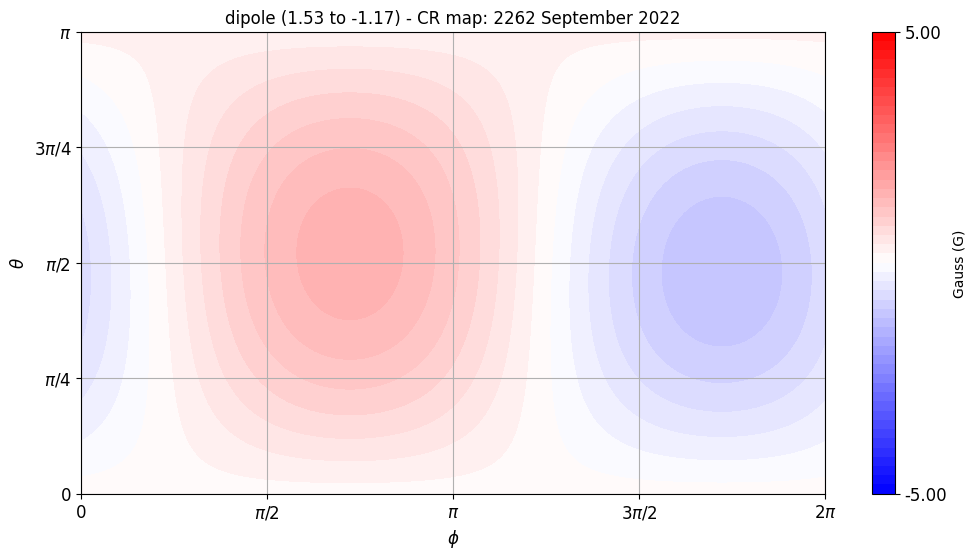 dipole (1.53 to -1.17) - CR map: 2262 September 2022
π
3π/4
π/2
π/4
0
θ
0
π/2
π
3π/2
2π
ϕ
5.00
-5.00
Gauss (G)